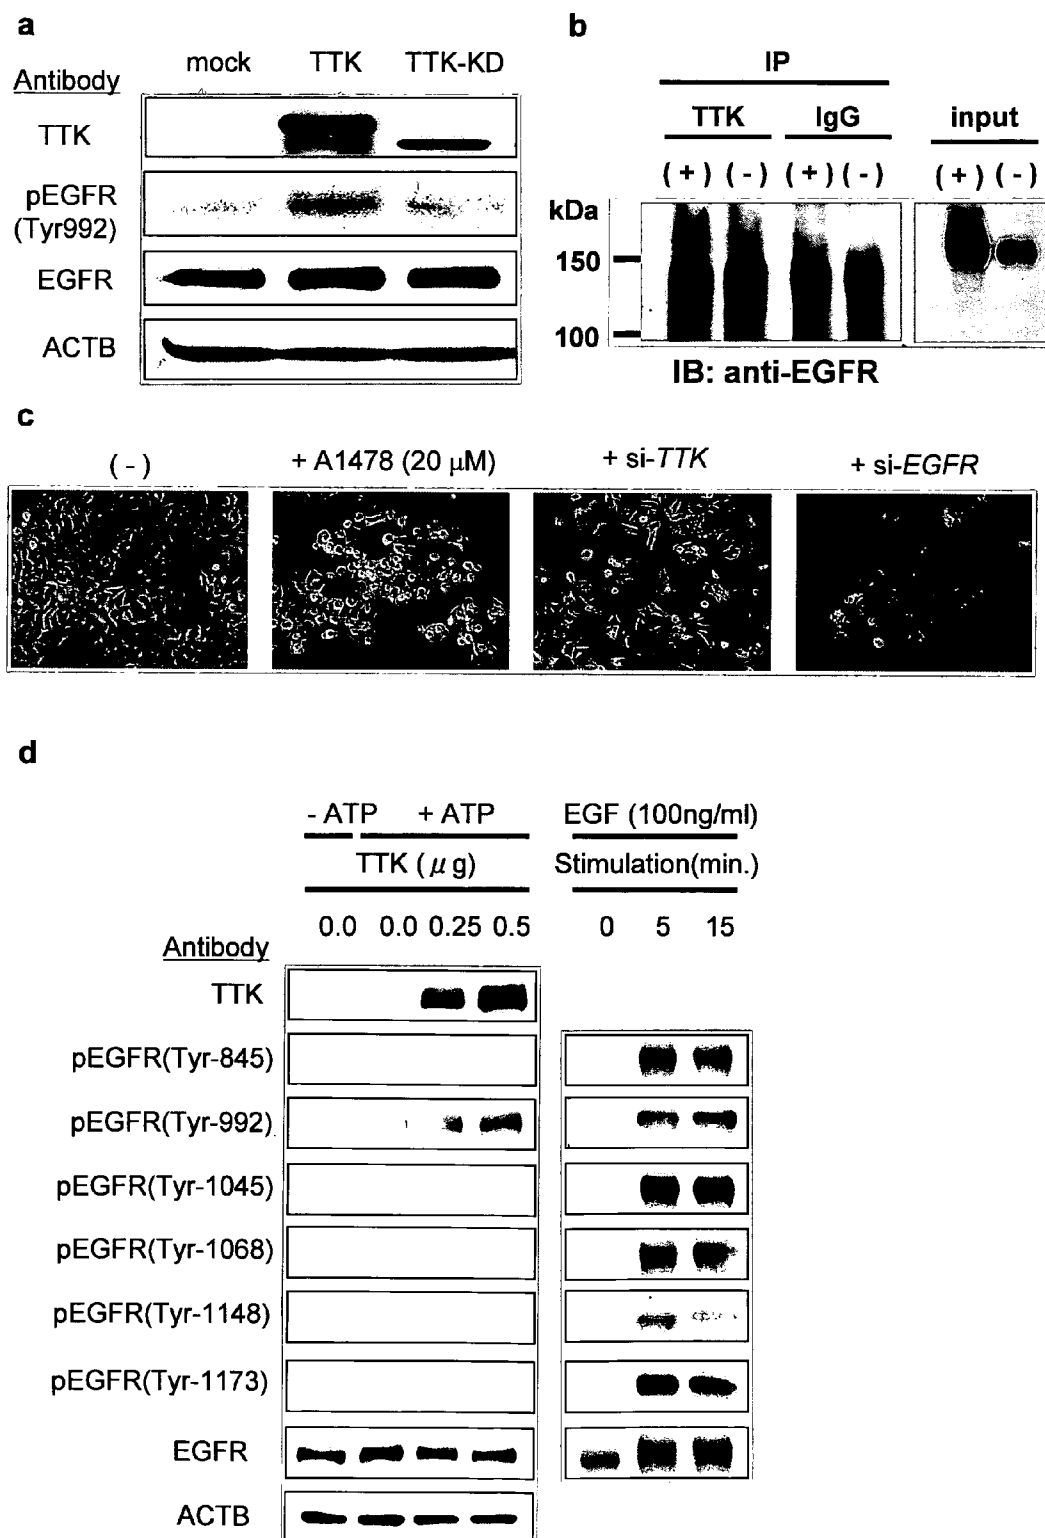 a
mock TTK TTK-KD
Antibody
TTK
pEGFR
(Tyr992)
EGFR
ACTB
b
IP
TTK IgG input
(+) (-) (+) (-) (+) (-)
kDa
150
100
IB: anti-EGFR
c
(-) + A1478 (20 μM) + si-TTK + si-EGFR
d
- ATP + ATP EGF (100ng/ml)
TTK (μg) Stimulation(min.)
0.0 0.0 0.25 0.5 0 5 15
Antibody
TTK
pEGFR(Tyr-845)
pEGFR(Tyr-992)
pEGFR(Tyr-1045)
pEGFR(Tyr-1068)
pEGFR(Tyr-1148)
pEGFR(Tyr-1173)
EGFR
ACTB